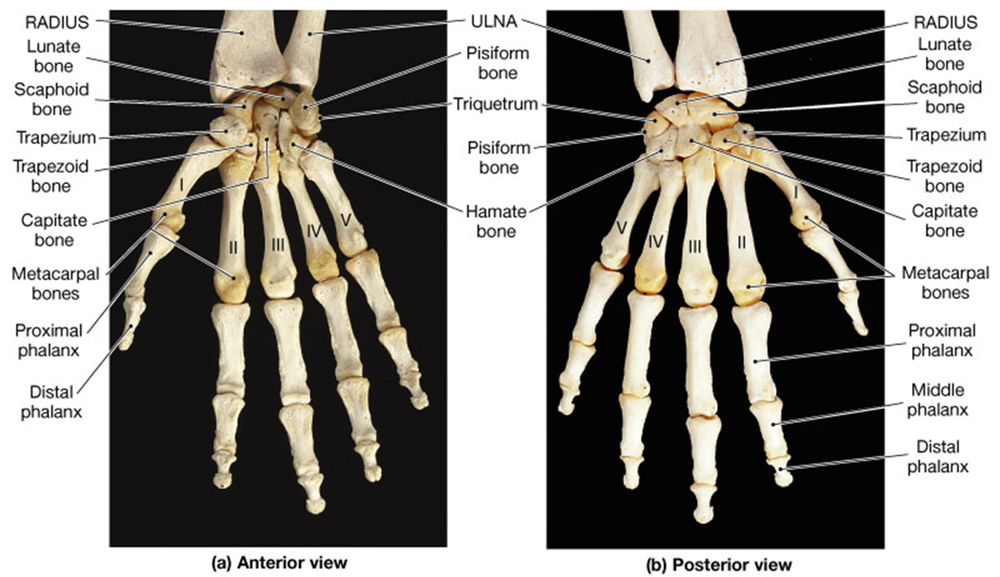 RADIUS
Lunate
bone
Scaphoid
bone
Trapezium
Trapezoid
bone
Capitate
bone
Metacarpal
bones
Proximal
phalanx
Distal
phalanx
I
II
III
IV
V
(a) Anterior view
ULNA
Pisiform
bone
Triquetrum
Pisiform
bone
Hamate
bone
V
IV
III
II
I
(b) Posterior view
RADIUS
Lunate
bone
Scaphoid
bone
Trapezium
Trapezoid
bone
Capitate
bone
Metacarpal
bones
Proximal
phalanx
Middle
phalanx
Distal
phalanx